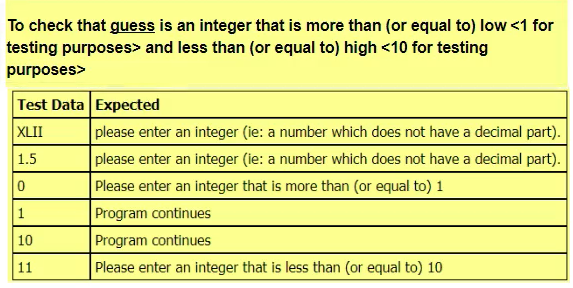 To check that guess is an integer that is more than (or equal to) low <1 for
testing purposes> and less than (or equal to) high <10 for testing
purposes>
Test Data Expected
XLII please enter an integer (ie: a number which does not have a decimal part).
1.5 please enter an integer (ie: a number which does not have a decimal part).
0 Please enter an integer that is more than (or equal to) 1
1 Program continues
10 Program continues
11 Please enter an integer that is less than (or equal to) 10